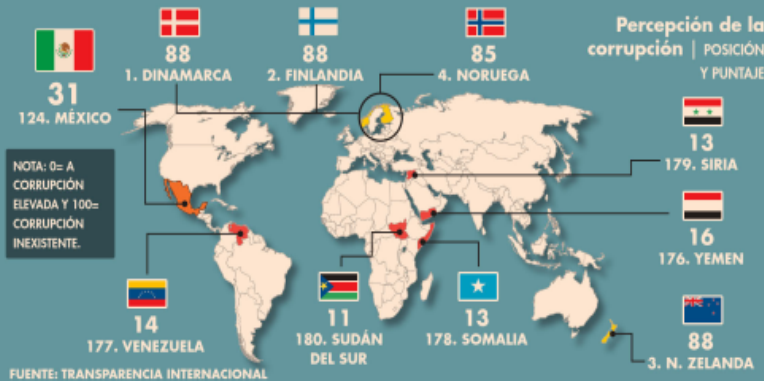 Percepción de la
corrupción | POSICIÓN
Y PUNTAJE
88
1. DINAMARCA
88
2. FINLANDIA
85
4. NORUEGA
31
124. MÉXICO
NOTA: 0= A
CORRUPCIÓN
ELEVADA Y 100=
CORRUPCIÓN
INEXISTENTE.
13
179. SIRIA
16
176. YEMEN
14
177. VENEZUELA
11
180. SUDÁN
DEL SUR
13
178. SOMALIA
88
3. N. ZELANDA
FUENTE: TRANSPARENCIA INTERNACIONAL